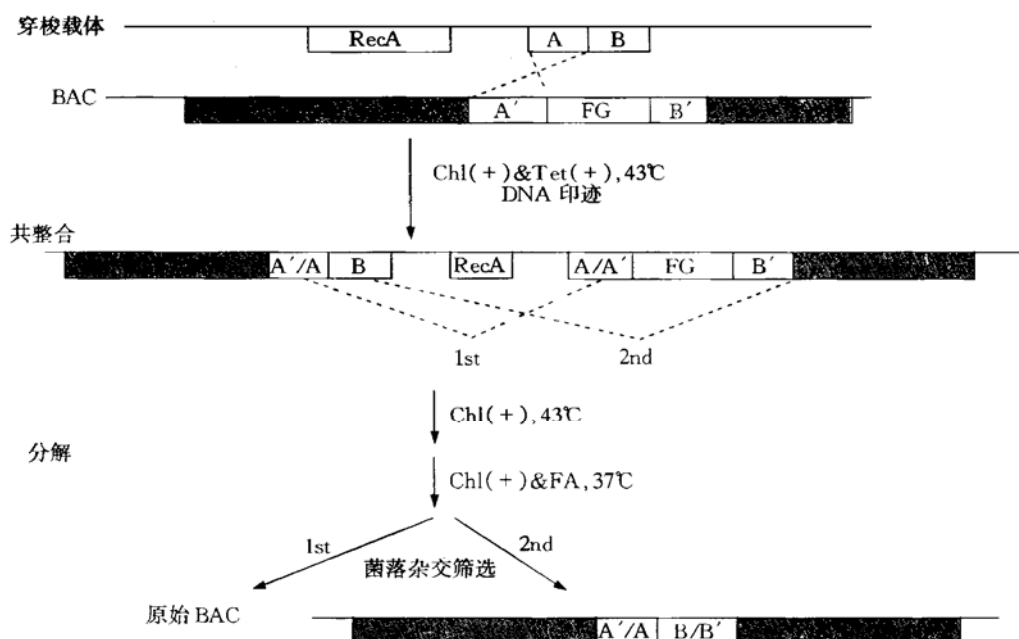 穿梭载体
RecA A B
BAC
A′ FG B′
Chl(+)&Tet(+),43℃
DNA 印迹
共整合
A′/A B RecA A/A′ FG B′
1st 2nd
Chl(+),43℃
分解
Chl(+)&FA,37℃
1st 2nd
菌落杂交筛选
原始 BAC
A′/A B/B′